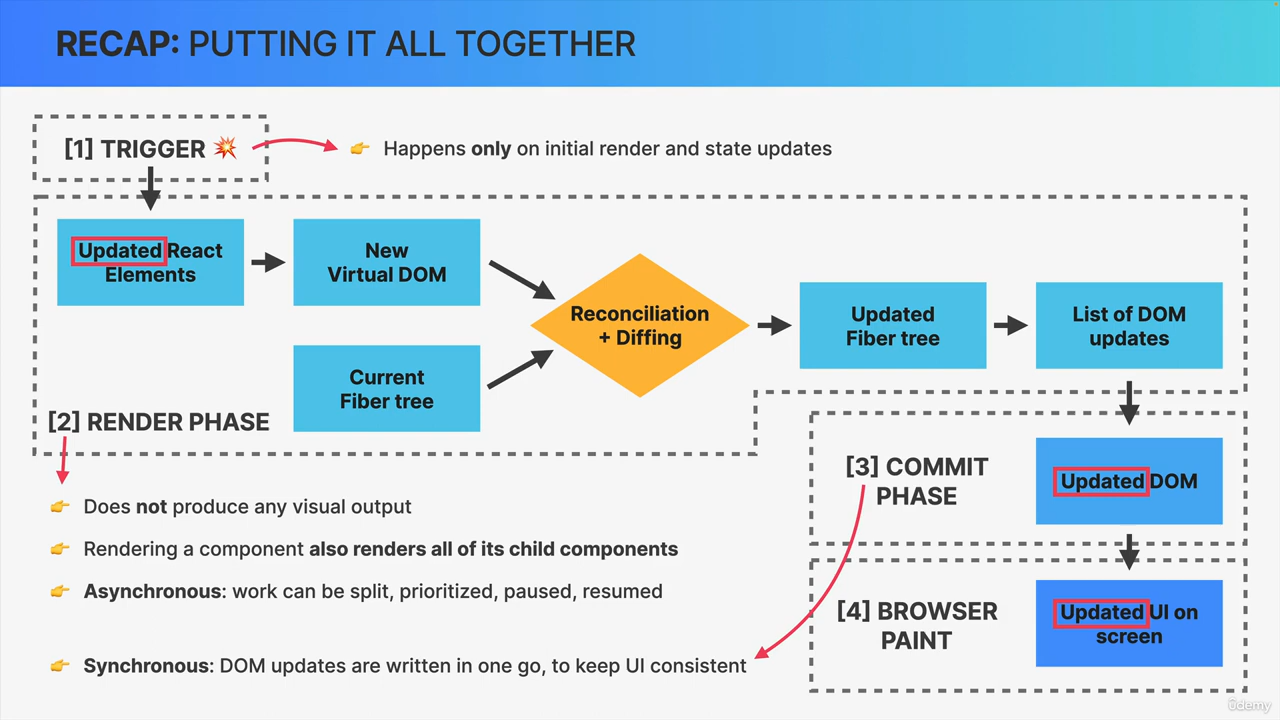 RECAP: PUTTING IT ALL TOGETHER
[1] TRIGGER 💥
👉 Happens only on initial render and state updates
Updated React
Elements
New
Virtual DOM
Current
Fiber tree
Reconciliation
+ Diffing
Updated
Fiber tree
List of DOM
updates
[2] RENDER PHASE
👉 Does not produce any visual output
👉 Rendering a component also renders all of its child components
👉 Asynchronous: work can be split, prioritized, paused, resumed
[3] COMMIT
PHASE
Updated DOM
👉 Synchronous: DOM updates are written in one go, to keep UI consistent
[4] BROWSER
PAINT
Updated UI on
screen
ûdemy